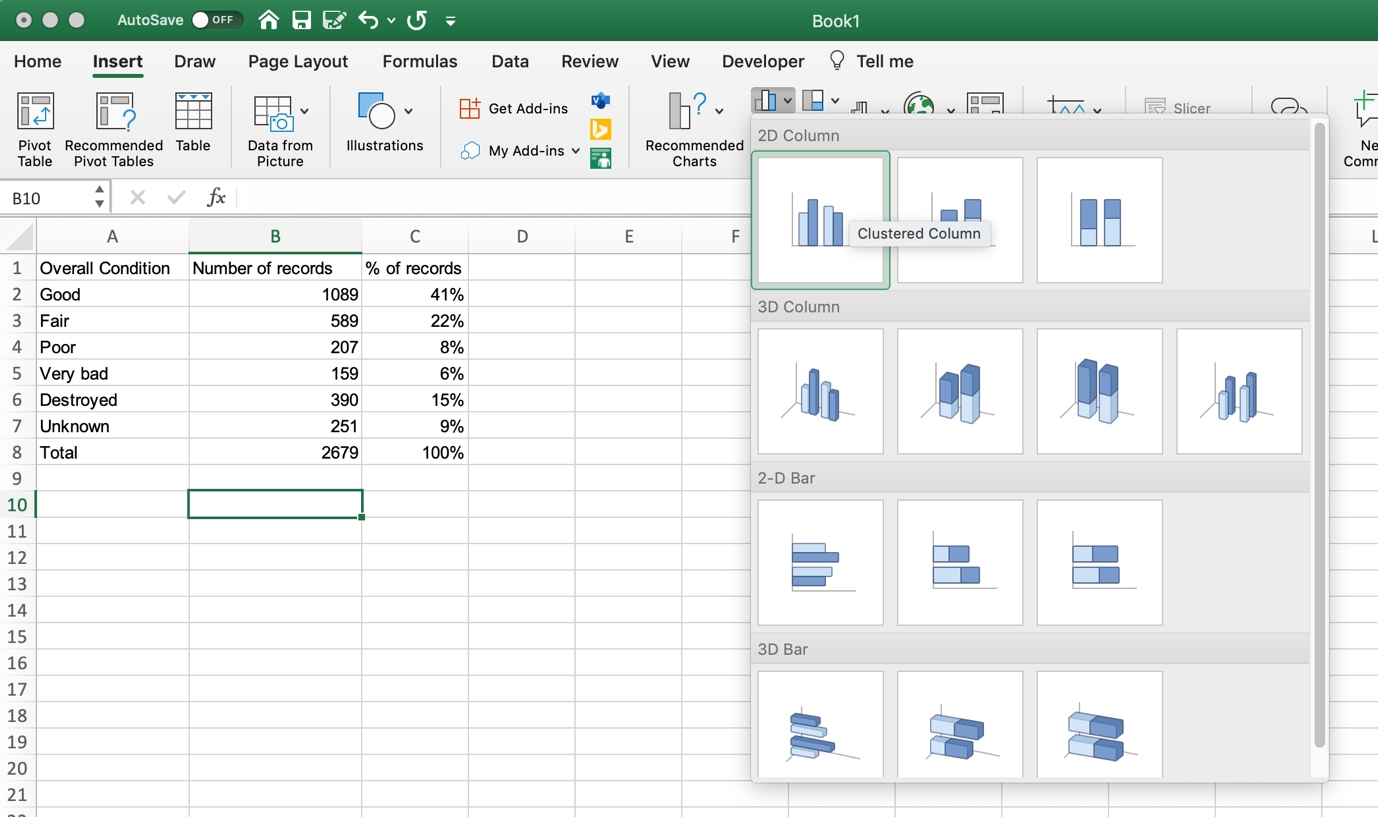 AutoSave OFF
Book1
Home Insert Draw Page Layout Formulas Data Review View Developer Tell me
Pivot Table
Recommended Pivot Tables
Table
Data from Picture
Illustrations
Get Add-ins
My Add-ins
Recommended Charts
Slicer
B10
fx
A B C D E F
1 Overall Condition Number of records % of records
2 Good 1089 41%
3 Fair 589 22%
4 Poor 207 8%
5 Very bad 159 6%
6 Destroyed 390 15%
7 Unknown 251 9%
8 Total 2679 100%
9
10
11
12
13
14
15
16
17
18
19
20
21
2D Column
Clustered Column
3D Column
2-D Bar
3D Bar